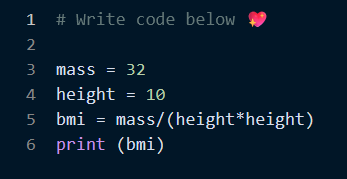 1 # Write code below 💖
2
3 mass = 32
4 height = 10
5 bmi = mass/(height*height)
6 print (bmi)